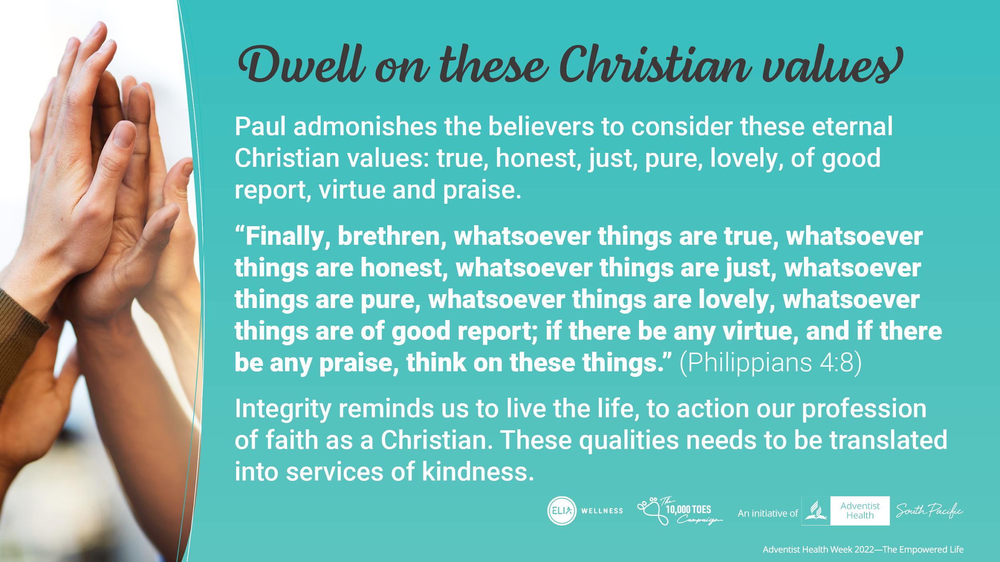 Dwell on these Christian values
Paul admonishes the believers to consider these eternal
Christian values: true, honest, just, pure, lovely, of good
report, virtue and praise.
“Finally, brethren, whatsoever things are true, whatsoever
things are honest, whatsoever things are just, whatsoever
things are pure, whatsoever things are lovely, whatsoever
things are of good report; if there be any virtue, and if there
be any praise, think on these things.” (Philippians 4:8)
Integrity reminds us to live the life, to action our profession
of faith as a Christian. These qualities needs to be translated
into services of kindness.
ELIA WELLNESS
The
10,000 TOES
Campaign
An initiative of
Adventist
Health
South Pacific
Adventist Health Week 2022—The Empowered Life